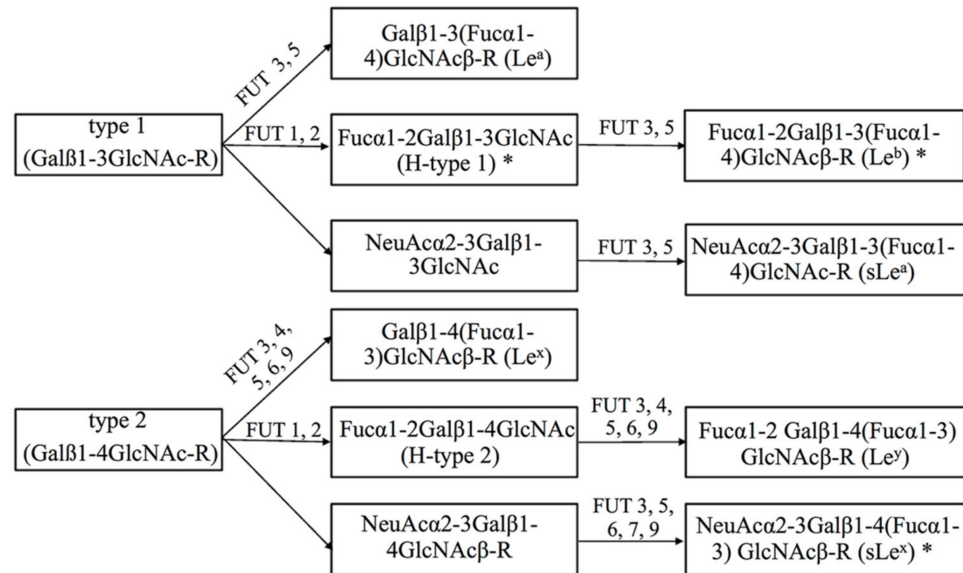 Galβ1-3(Fucα1-
4)GlcNAcβ-R (Leᵃ)
FUT 3, 5
type 1
(Galß1-3GlcNAc-R)
FUT 1, 2
Fucα1-2Galβ1-3GlcNAc
(H-type 1) *
FUT 3, 5
Fucα1-2Galβ1-3(Fucα1-
4)GlcNAcβ-R (Leᵇ) *
NeuAcα2-3Galβ1-
3GlcNAc
FUT 3, 5
NeuAcα2-3Galβ1-3(Fucα1-
4)GlcNAc-R (sLeᵃ)
Galβ1-4(Fucα1-
3)GlcNAcβ-R (Leˣ)
FUT 3, 4,
5, 6, 9
type 2
(Galß1-4GlcNAc-R)
FUT 1, 2
Fucα1-2Galβ1-4GlcNAc
(H-type 2)
FUT 3, 4,
5, 6, 9
Fucα1-2 Galβ1-4(Fucα1-3)
GlcNAcβ-R (Leʸ)
NeuAcα2-3Galβ1-
4GlcNAcβ-R
FUT 3, 5,
6, 7, 9
NeuAcα2-3Galβ1-4(Fucα1-
3) GlcNAcβ-R (sLeˣ) *